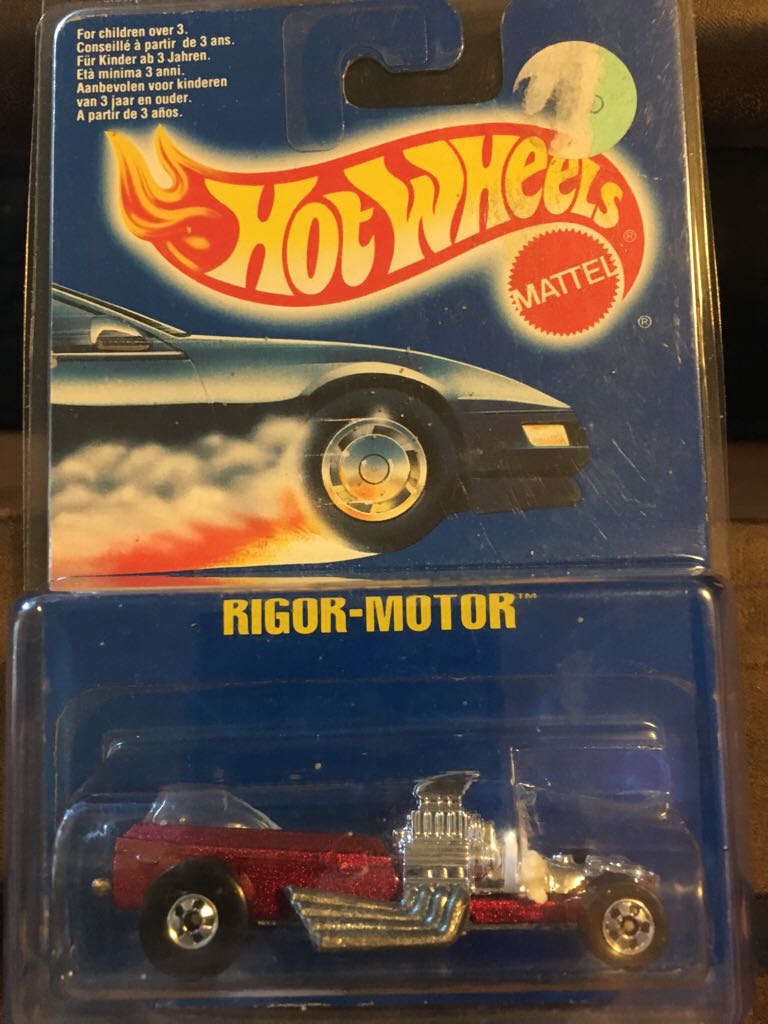 For children over 3.
Conseillé à partir de 3 ans.
Für Kinder ab 3 Jahren.
Età minima 3 anni.
Aanbevolen voor kinderen
van 3 jaar en ouder.
A partir de 3 años.
HOT WHEELS ®
MATTEL
®
RIGOR-MOTOR™